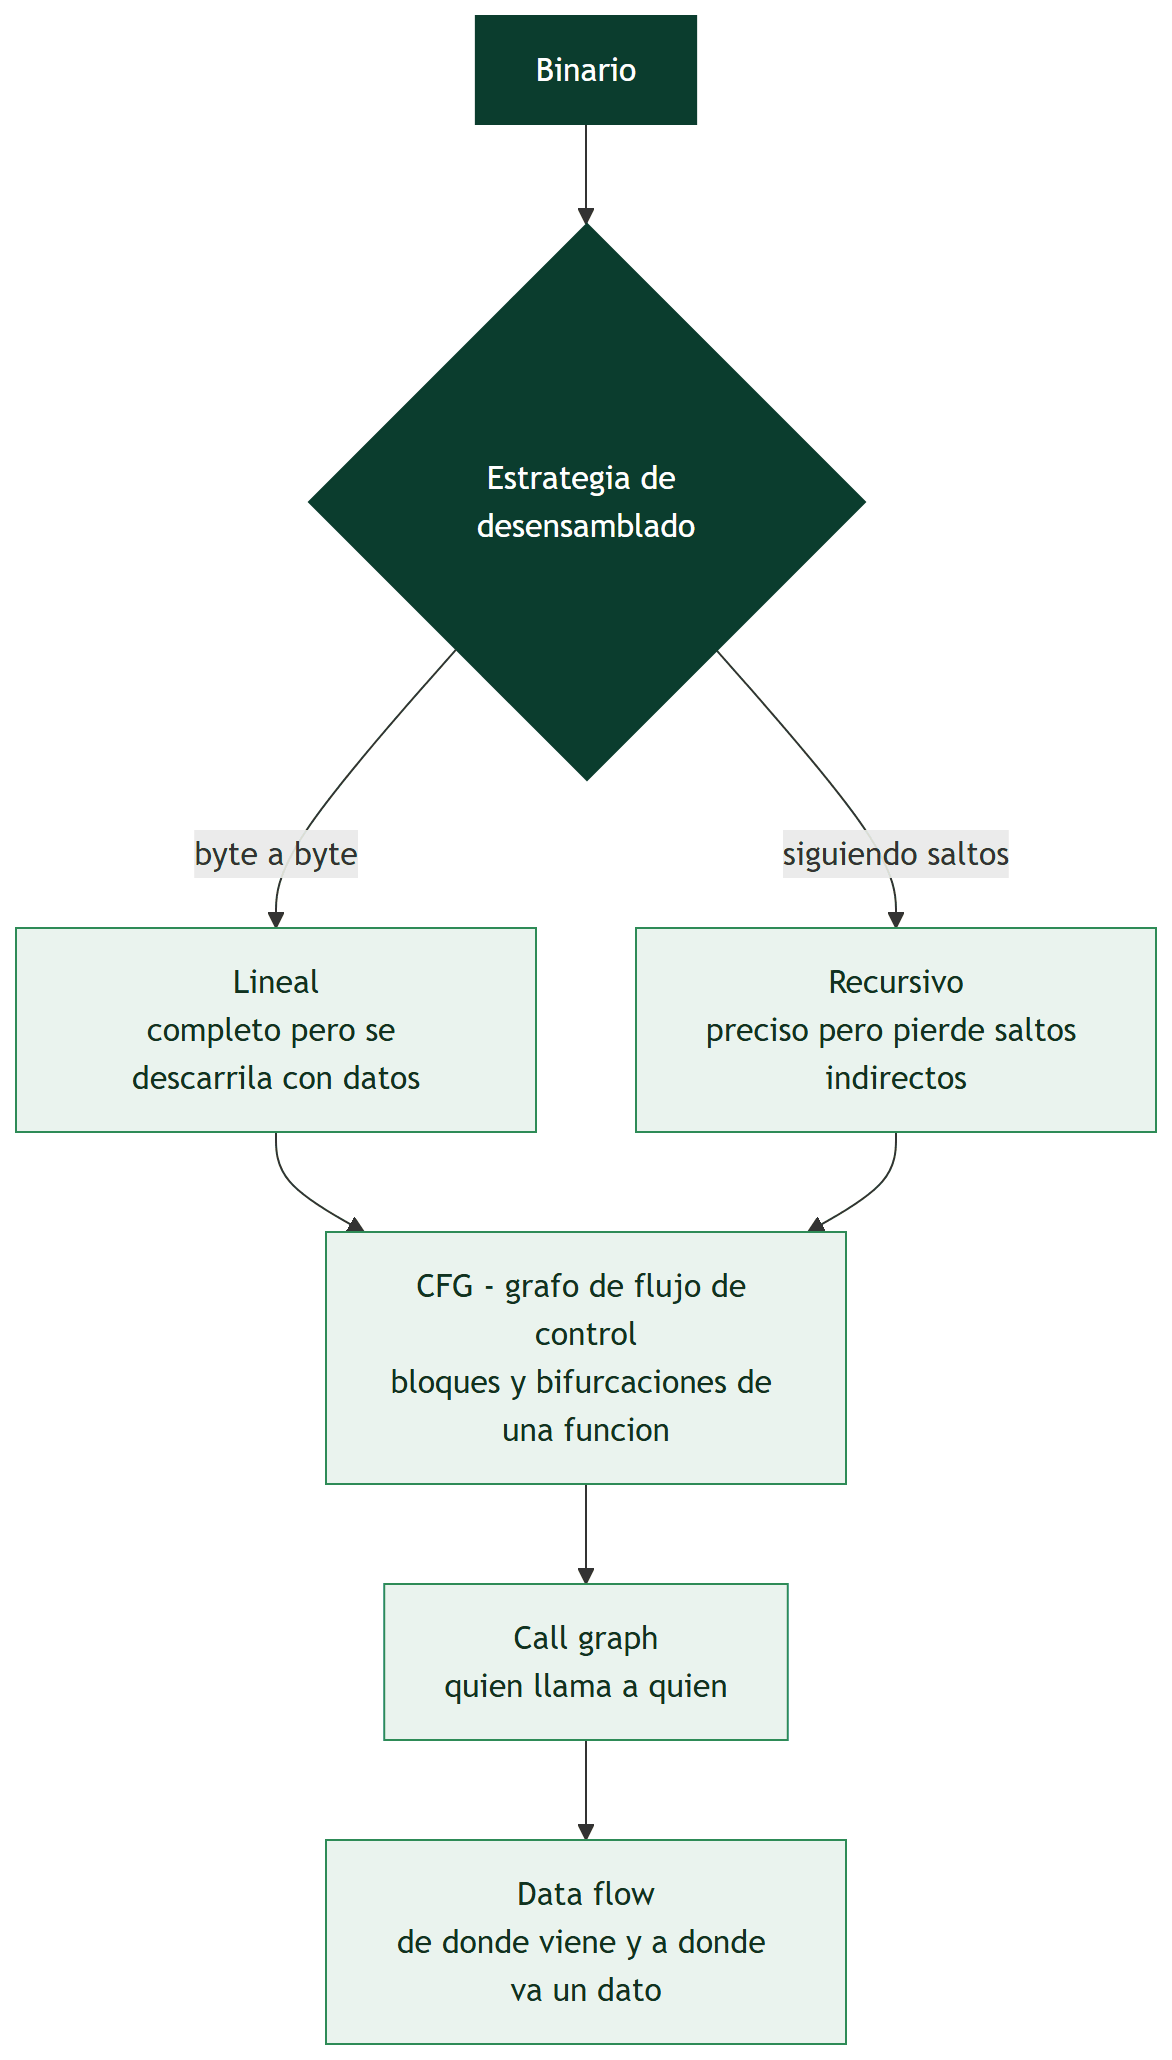 Binario
Estrategia de
desensamblado
byte a byte
siguiendo saltos
Lineal
completo pero se
descarrila con datos
Recursivo
preciso pero pierde saltos
indirectos
CFG - grafo de flujo de
control
bloques y bifurcaciones de
una funcion
Call graph
quien llama a quien
Data flow
de donde viene y a donde
va un dato